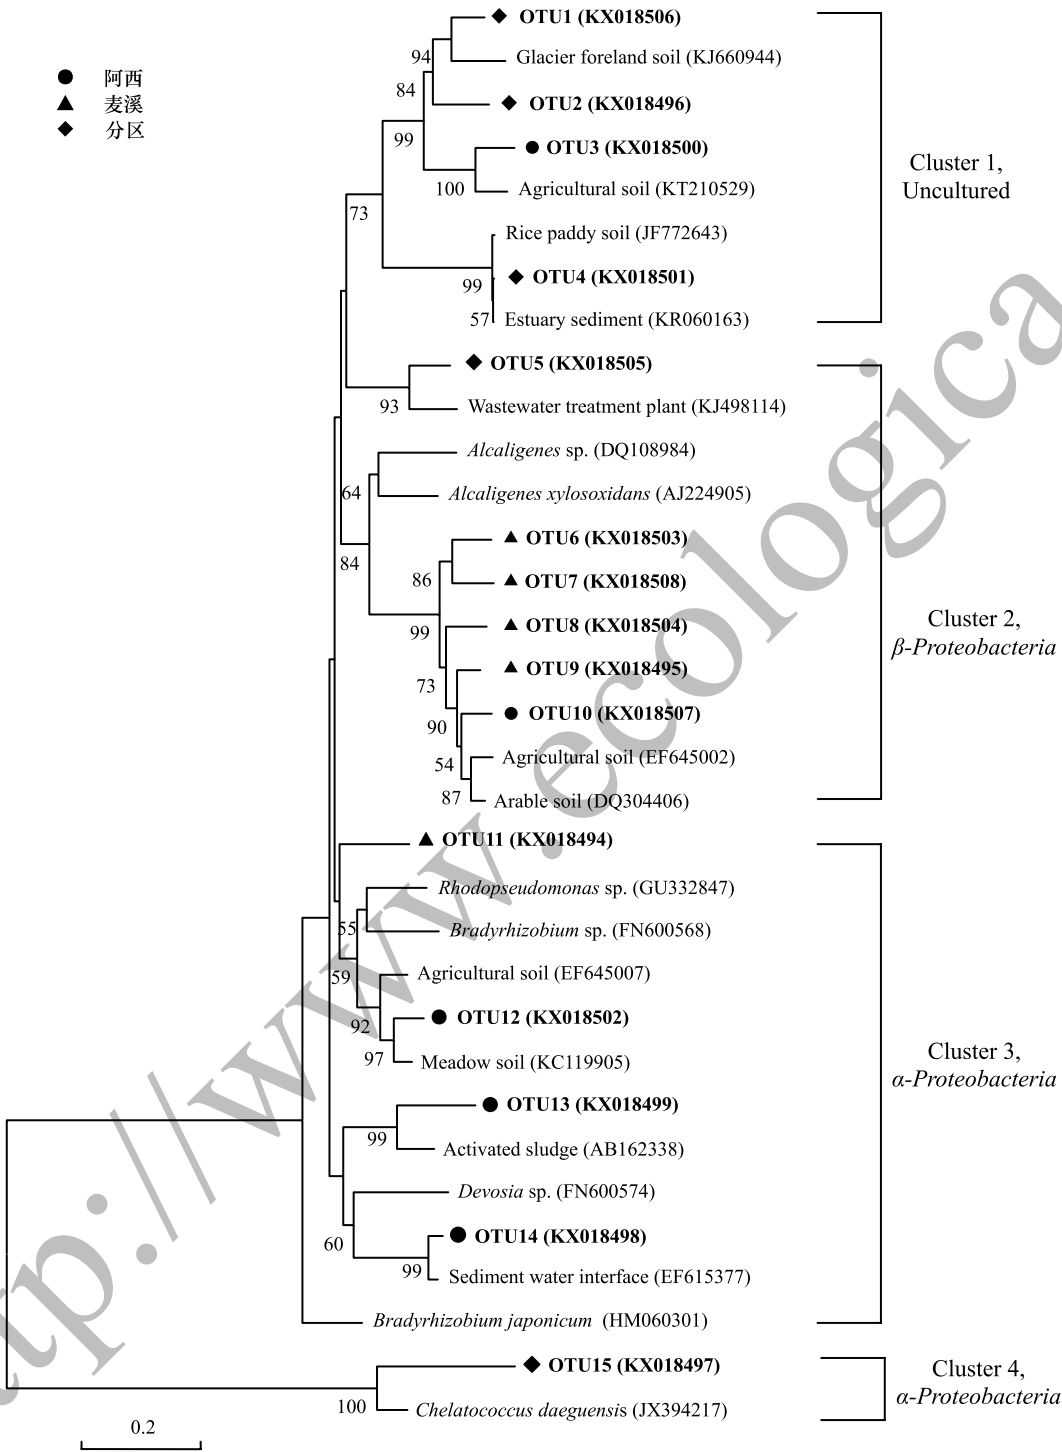 阿西
麦溪
分区
OTU1 (KX018506)
94
Glacier foreland soil (KJ660944)
84
OTU2 (KX018496)
99
OTU3 (KX018500)
100
Agricultural soil (KT210529)
Cluster 1,
Uncultured
73
Rice paddy soil (JF772643)
99
OTU4 (KX018501)
57
Estuary sediment (KR060163)
OTU5 (KX018505)
93
Wastewater treatment plant (KJ498114)
Alcaligenes sp. (DQ108984)
64
Alcaligenes xylosoxidans (AJ224905)
84
OTU6 (KX018503)
86
OTU7 (KX018508)
99
OTU8 (KX018504)
Cluster 2,
β-Proteobacteria
OTU9 (KX018495)
73
OTU10 (KX018507)
90
Agricultural soil (EF645002)
54
87
Arable soil (DQ304406)
OTU11 (KX018494)
Rhodopseudomonas sp. (GU332847)
55
Bradyrhizobium sp. (FN600568)
59
Agricultural soil (EF645007)
OTU12 (KX018502)
92
97
Meadow soil (KC119905)
Cluster 3,
α-Proteobacteria
OTU13 (KX018499)
99
Activated sludge (AB162338)
Devosia sp. (FN600574)
60
OTU14 (KX018498)
99
Sediment water interface (EF615377)
Bradyrhizobium japonicum (HM060301)
OTU15 (KX018497)
Cluster 4,
α-Proteobacteria
100
Chelatococcus daeguensis (JX394217)
0.2
ttp://www.ecologica